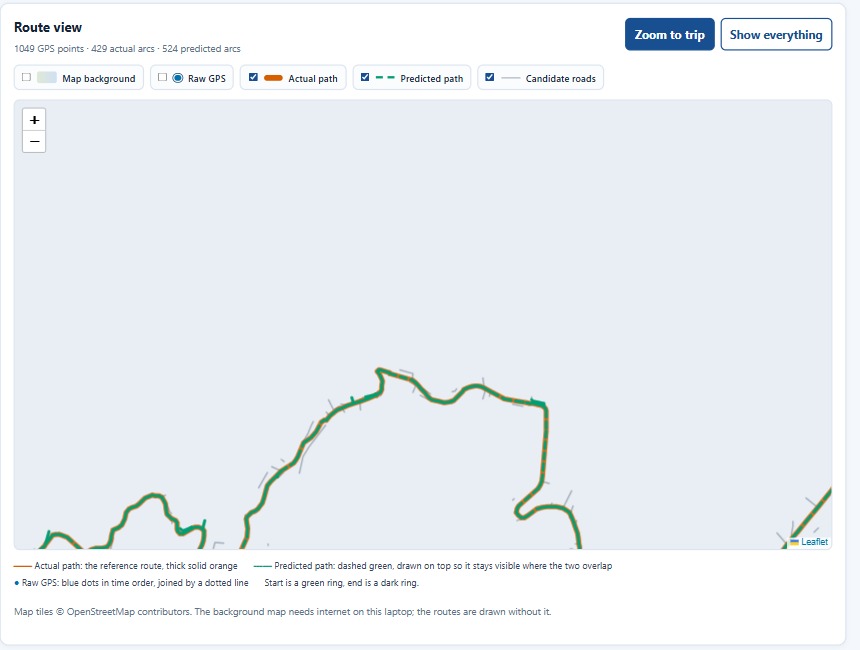 Route view
1049 GPS points · 429 actual arcs · 524 predicted arcs
Zoom to trip
Show everything
Map background
Raw GPS
Actual path
Predicted path
Candidate roads
+
−
Leaflet
Actual path: the reference route, thick solid orange
Predicted path: dashed green, drawn on top so it stays visible where the two overlap
Raw GPS: blue dots in time order, joined by a dotted line
Start is a green ring, end is a dark ring.
Map tiles © OpenStreetMap contributors. The background map needs internet on this laptop; the routes are drawn without it.